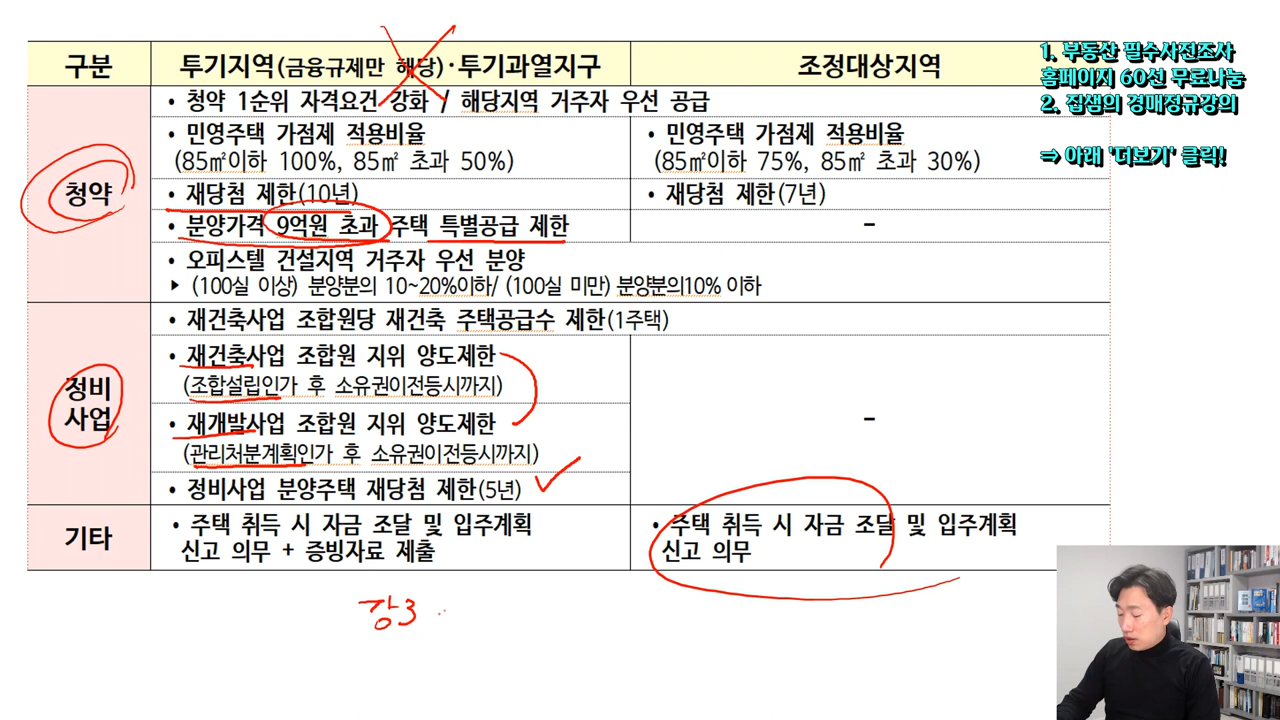 구분
투기지역(금융규제만 해당)·투기과열지구
조정대상지역
청약
• 청약 1순위 자격요건 강화 / 해당지역 거주자 우선 공급
• 민영주택 가점제 적용비율
(85㎡이하 100%, 85㎡ 초과 50%)
• 민영주택 가점제 적용비율
(85㎡이하 75%, 85㎡ 초과 30%)
• 재당첨 제한(10년)
• 재당첨 제한(7년)
• 분양가격 9억원 초과 주택 특별공급 제한
-
• 오피스텔 건설지역 거주자 우선 분양
▶ (100실 이상) 분양분의 10~20%이하/ (100실 미만) 분양분의10% 이하
정비
사업
• 재건축사업 조합원당 재건축 주택공급수 제한(1주택)
• 재건축사업 조합원 지위 양도제한
(조합설립인가 후 소유권이전등시까지)
• 재개발사업 조합원 지위 양도제한
(관리처분계획인가 후 소유권이전등시까지)
-
• 정비사업 분양주택 재당첨 제한(5년)
기타
• 주택 취득 시 자금 조달 및 입주계획
신고 의무 + 증빙자료 제출
• 주택 취득 시 자금 조달 및 입주계획
신고 의무
강3
1. 부동산 필수사전조사
홈페이지 60선 무료나눔
2. 집샘의 경매정규강의
⇒ 아래 '더보기' 클릭!